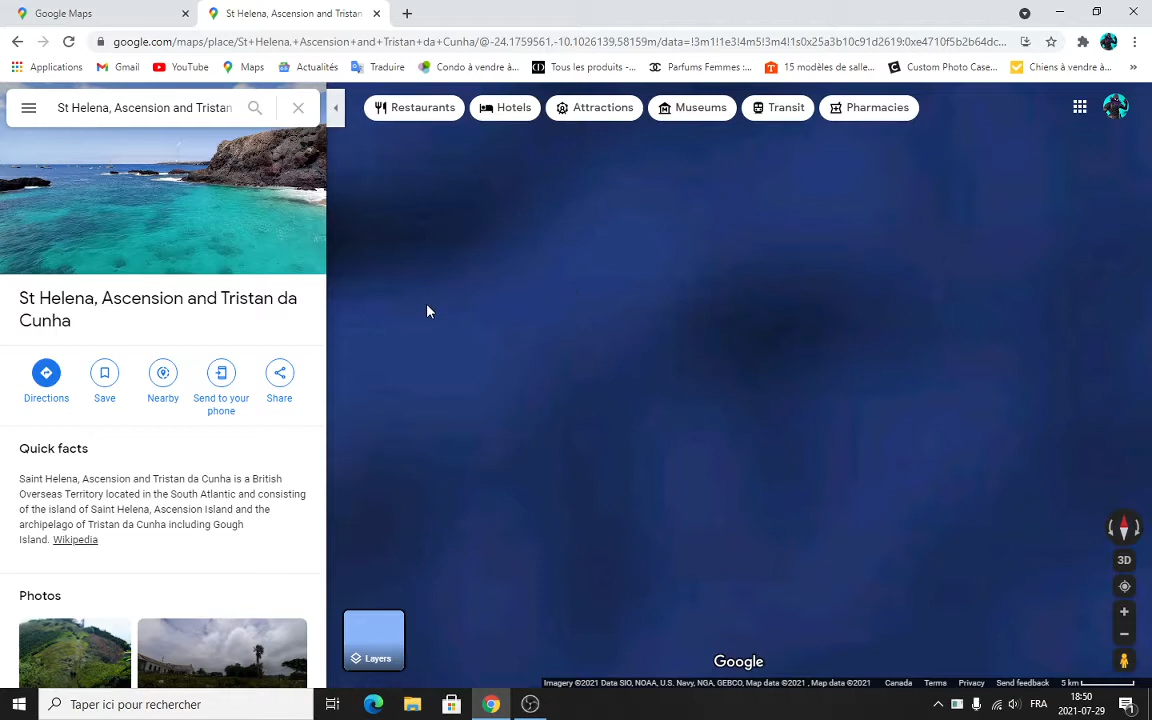 Google Maps
St Helena, Ascension and Tristan
google.com/maps/place/St+Helena,+Ascension+and+Tristan+da+Cunha/@-24.1759561,-10.1026139,58159m/data=!3m1!1e3!4m5!3m4!1s0x25a3b10c91d2619:0xe4710f5b2b64dc...
Applications Gmail YouTube Maps Actualités Traduire Condo à vendre à... Tous les produits -... Parfums Femmes :... 15 modèles de salle... Custom Photo Case... Chiens à vendre à... »
St Helena, Ascension and Tristan
Restaurants Hotels Attractions Museums Transit Pharmacies
St Helena, Ascension and Tristan da
Cunha
Directions Save Nearby Send to your Share
phone
Quick facts
Saint Helena, Ascension and Tristan da Cunha is a British
Overseas Territory located in the South Atlantic and consisting
of the island of Saint Helena, Ascension Island and the
archipelago of Tristan da Cunha including Gough
Island. Wikipedia
Photos
3D
Layers
Google
Imagery ©2021 Data SIO, NOAA, U.S. Navy, NGA, GEBCO, Map data ©2021 , Map data ©2021 Canada Terms Privacy Send feedback 5 km
Taper ici pour rechercher
FRA
18:50
2021-07-29
1